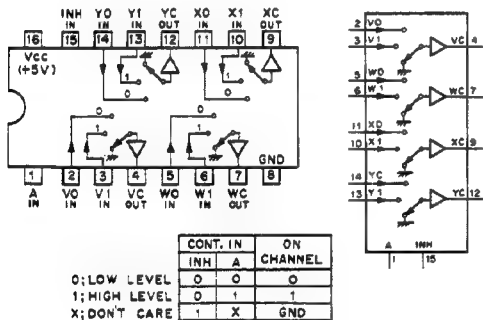 INH Y0 Y1 YC X0 X1 XC
IN IN IN OUT IN IN OUT
16 15 14 13 12 11 10 9
VCC
(+5V)
0 0
1 1
0 0
1 1
GND
1 2 3 4 5 6 7 8
A V0 V1 VC W0 W1 WC
IN IN IN OUT IN IN OUT
2 V0
3 V1
VC 4
5 W0
6 W1
WC 7
11 X0
10 X1
XC 9
14 YC
13 Y1
YC 12
A INH
1 15
CONT. IN ON
INH A CHANNEL
0; LOW LEVEL 0 0 0
1; HIGH LEVEL 0 1 1
X; DON'T CARE 1 X GND